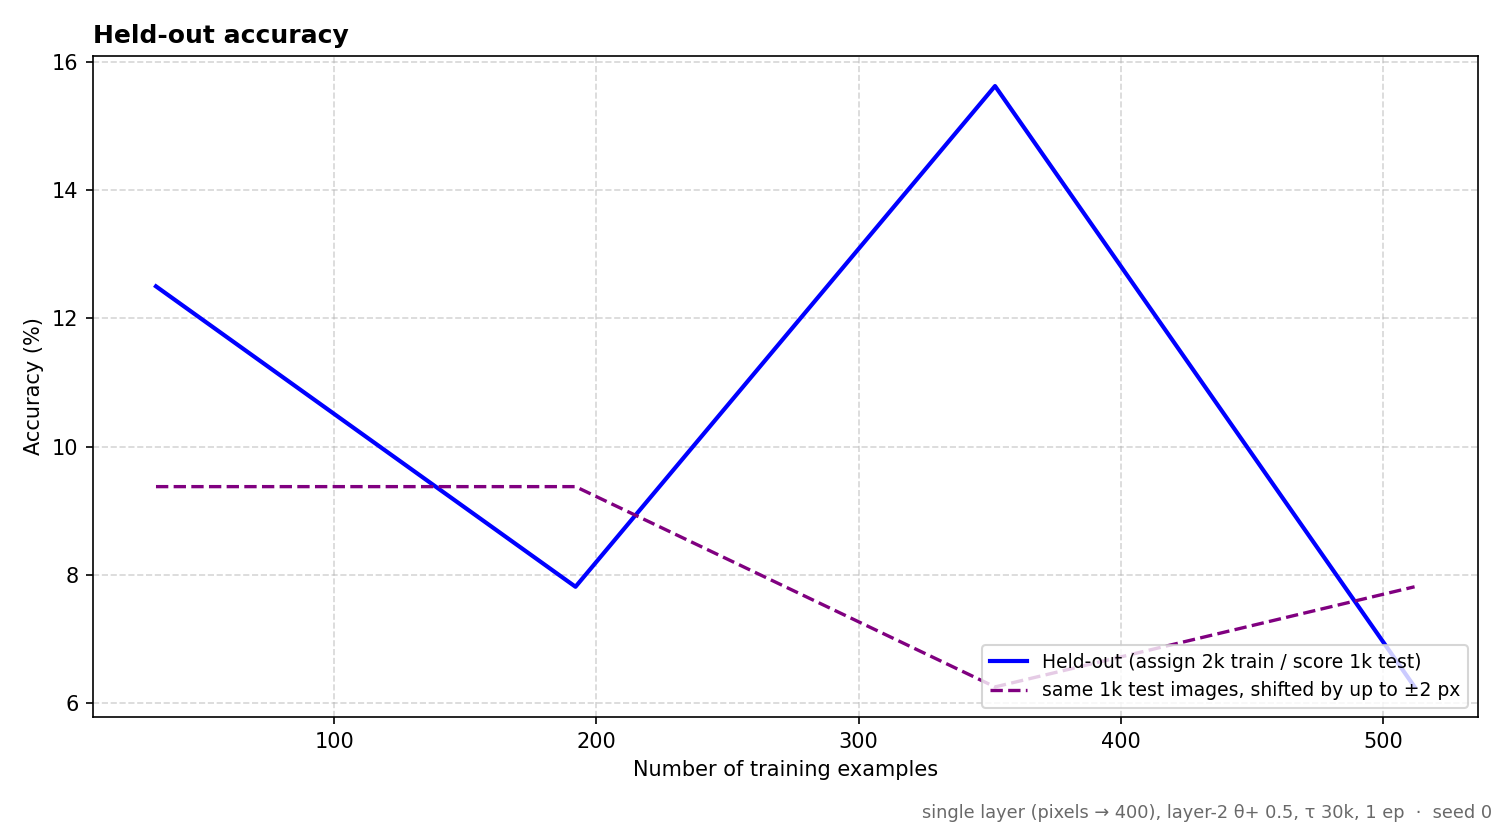 Held-out accuracy
16
14
12
10
8
6
Accuracy (%)
100
200
300
400
500
Number of training examples
Held-out (assign 2k train / score 1k test)
same 1k test images, shifted by up to ±2 px
single layer (pixels → 400), layer-2 θ+ 0.5, τ 30k, 1 ep · seed 0